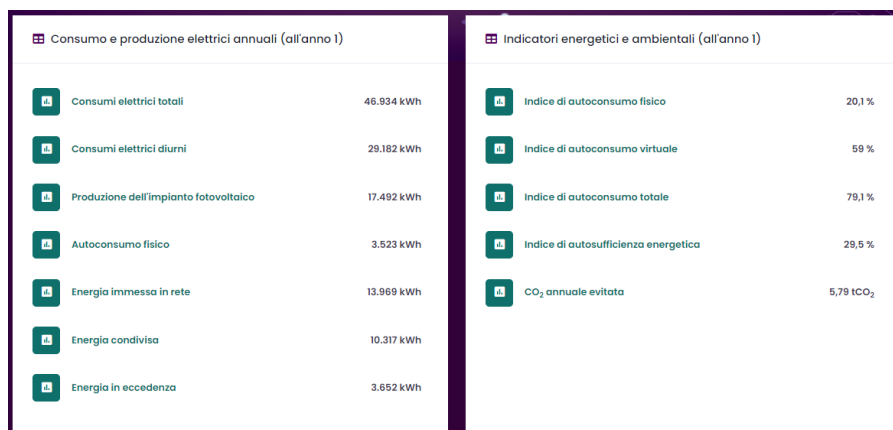 Consumo e produzione elettrici annuali (all'anno 1)
Consumi elettrici totali 46.934 kWh
Consumi elettrici diurni 29.182 kWh
Produzione dell'impianto fotovoltaico 17.492 kWh
Autoconsumo fisico 3.523 kWh
Energia immessa in rete 13.969 kWh
Energia condivisa 10.317 kWh
Energia in eccedenza 3.652 kWh
Indicatori energetici e ambientali (all'anno 1)
Indice di autoconsumo fisico 20,1 %
Indice di autoconsumo virtuale 59 %
Indice di autoconsumo totale 79,1 %
Indice di autosufficienza energetica 29,5 %
CO₂ annuale evitata 5,79 tCO₂